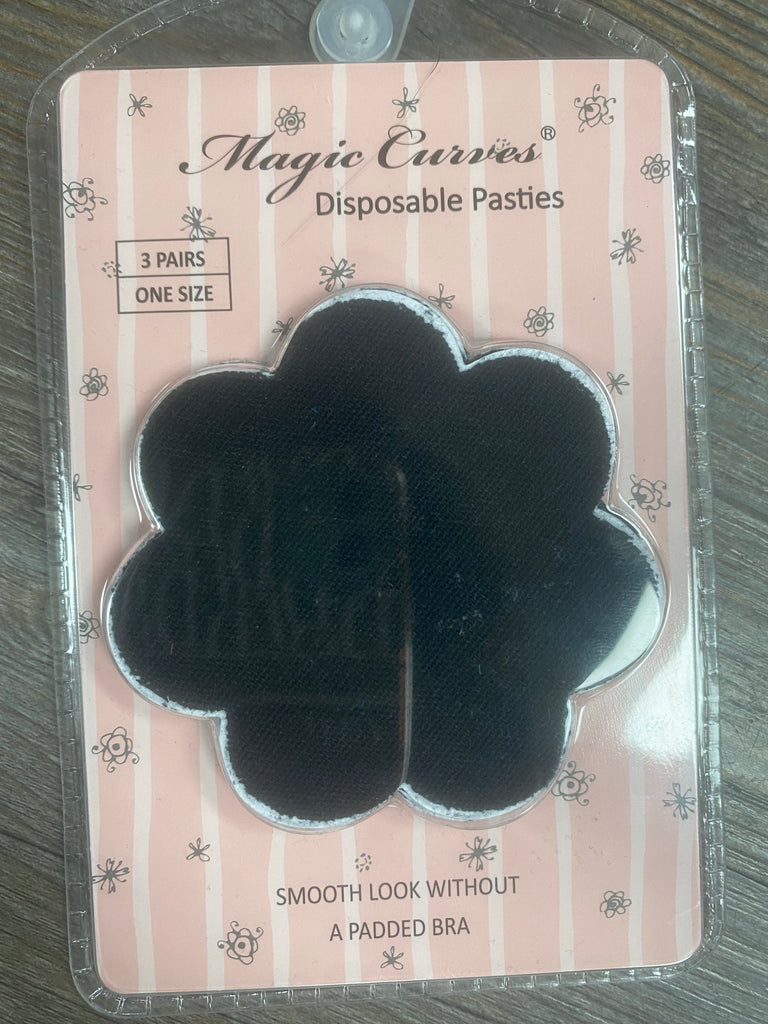 Magic Curves®
Disposable Pasties
3 PAIRS
ONE SIZE
SMOOTH LOOK WITHOUT
A PADDED BRA